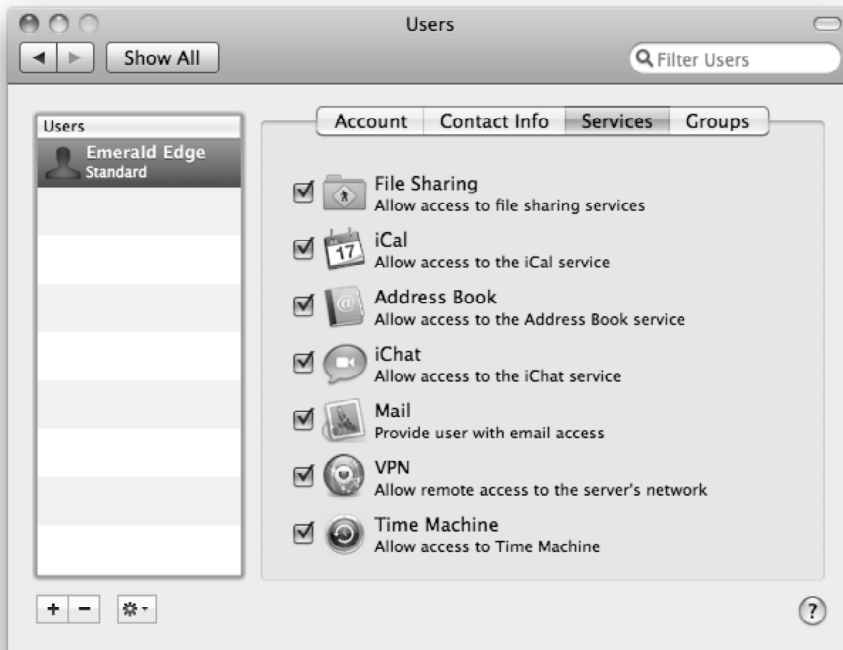 Users
Show All
Filter Users
Users
Emerald Edge
Standard
Account Contact Info Services Groups
File Sharing
Allow access to file sharing services
iCal
Allow access to the iCal service
17
Address Book
Allow access to the Address Book service
@
iChat
Allow access to the iChat service
Mail
Provide user with email access
VPN
Allow remote access to the server's network
Time Machine
Allow access to Time Machine
+ −
?